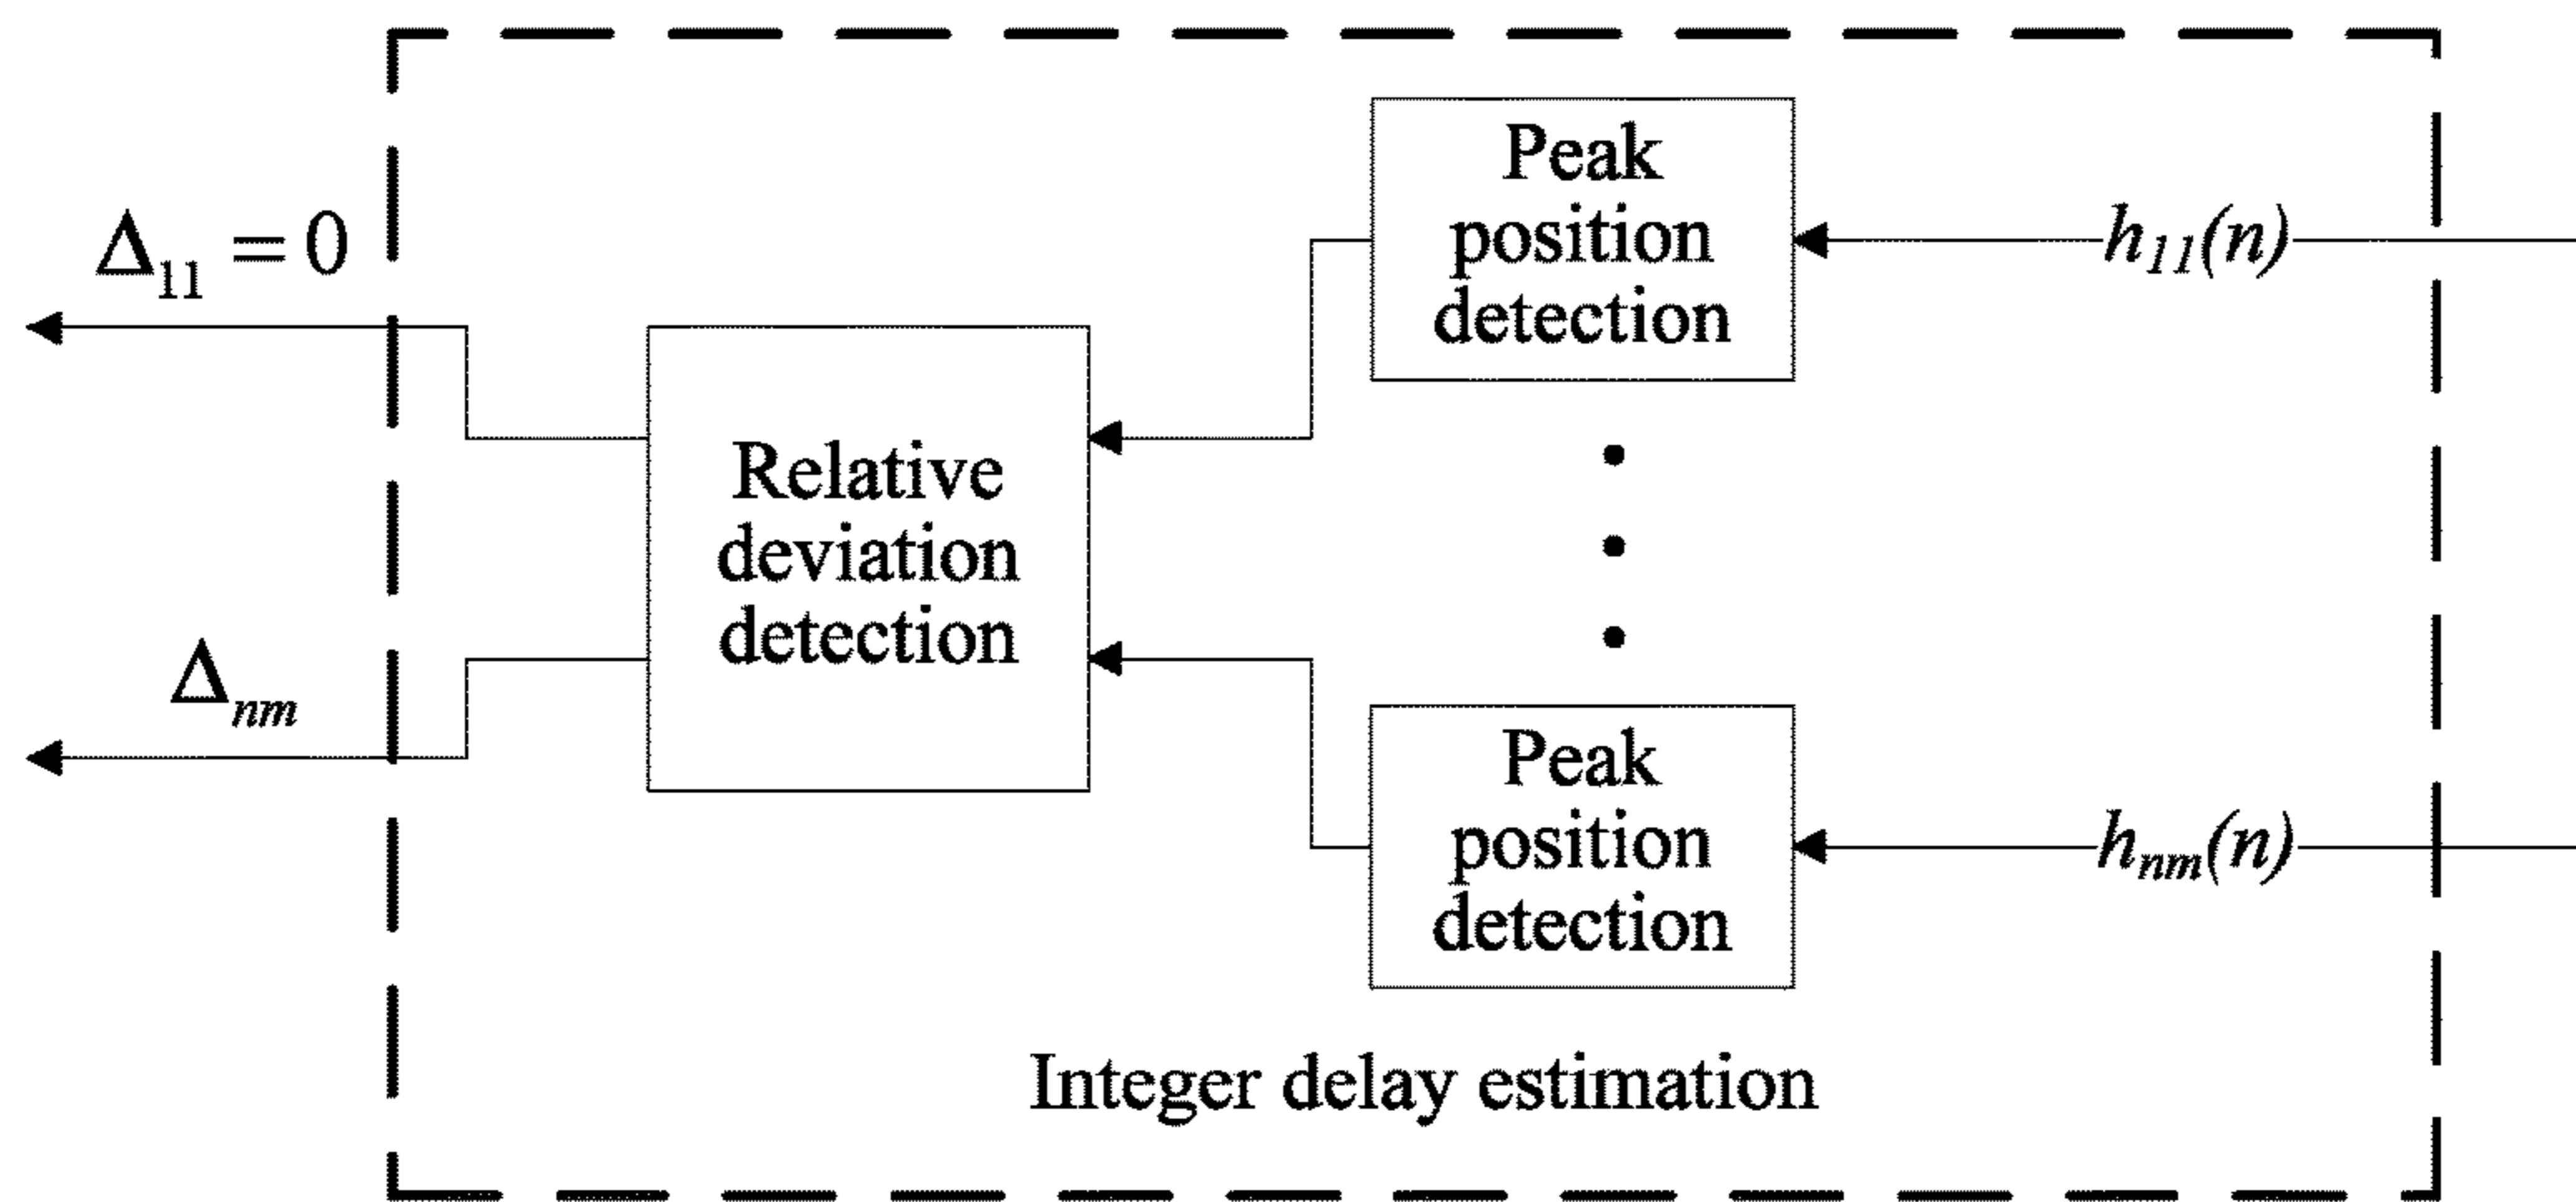 Peak
position
detection
h₁₁(n)
Δ₁₁ = 0
Relative
deviation
detection
Δₙₘ
Peak
position
detection
hₙₘ(n)
Integer delay estimation